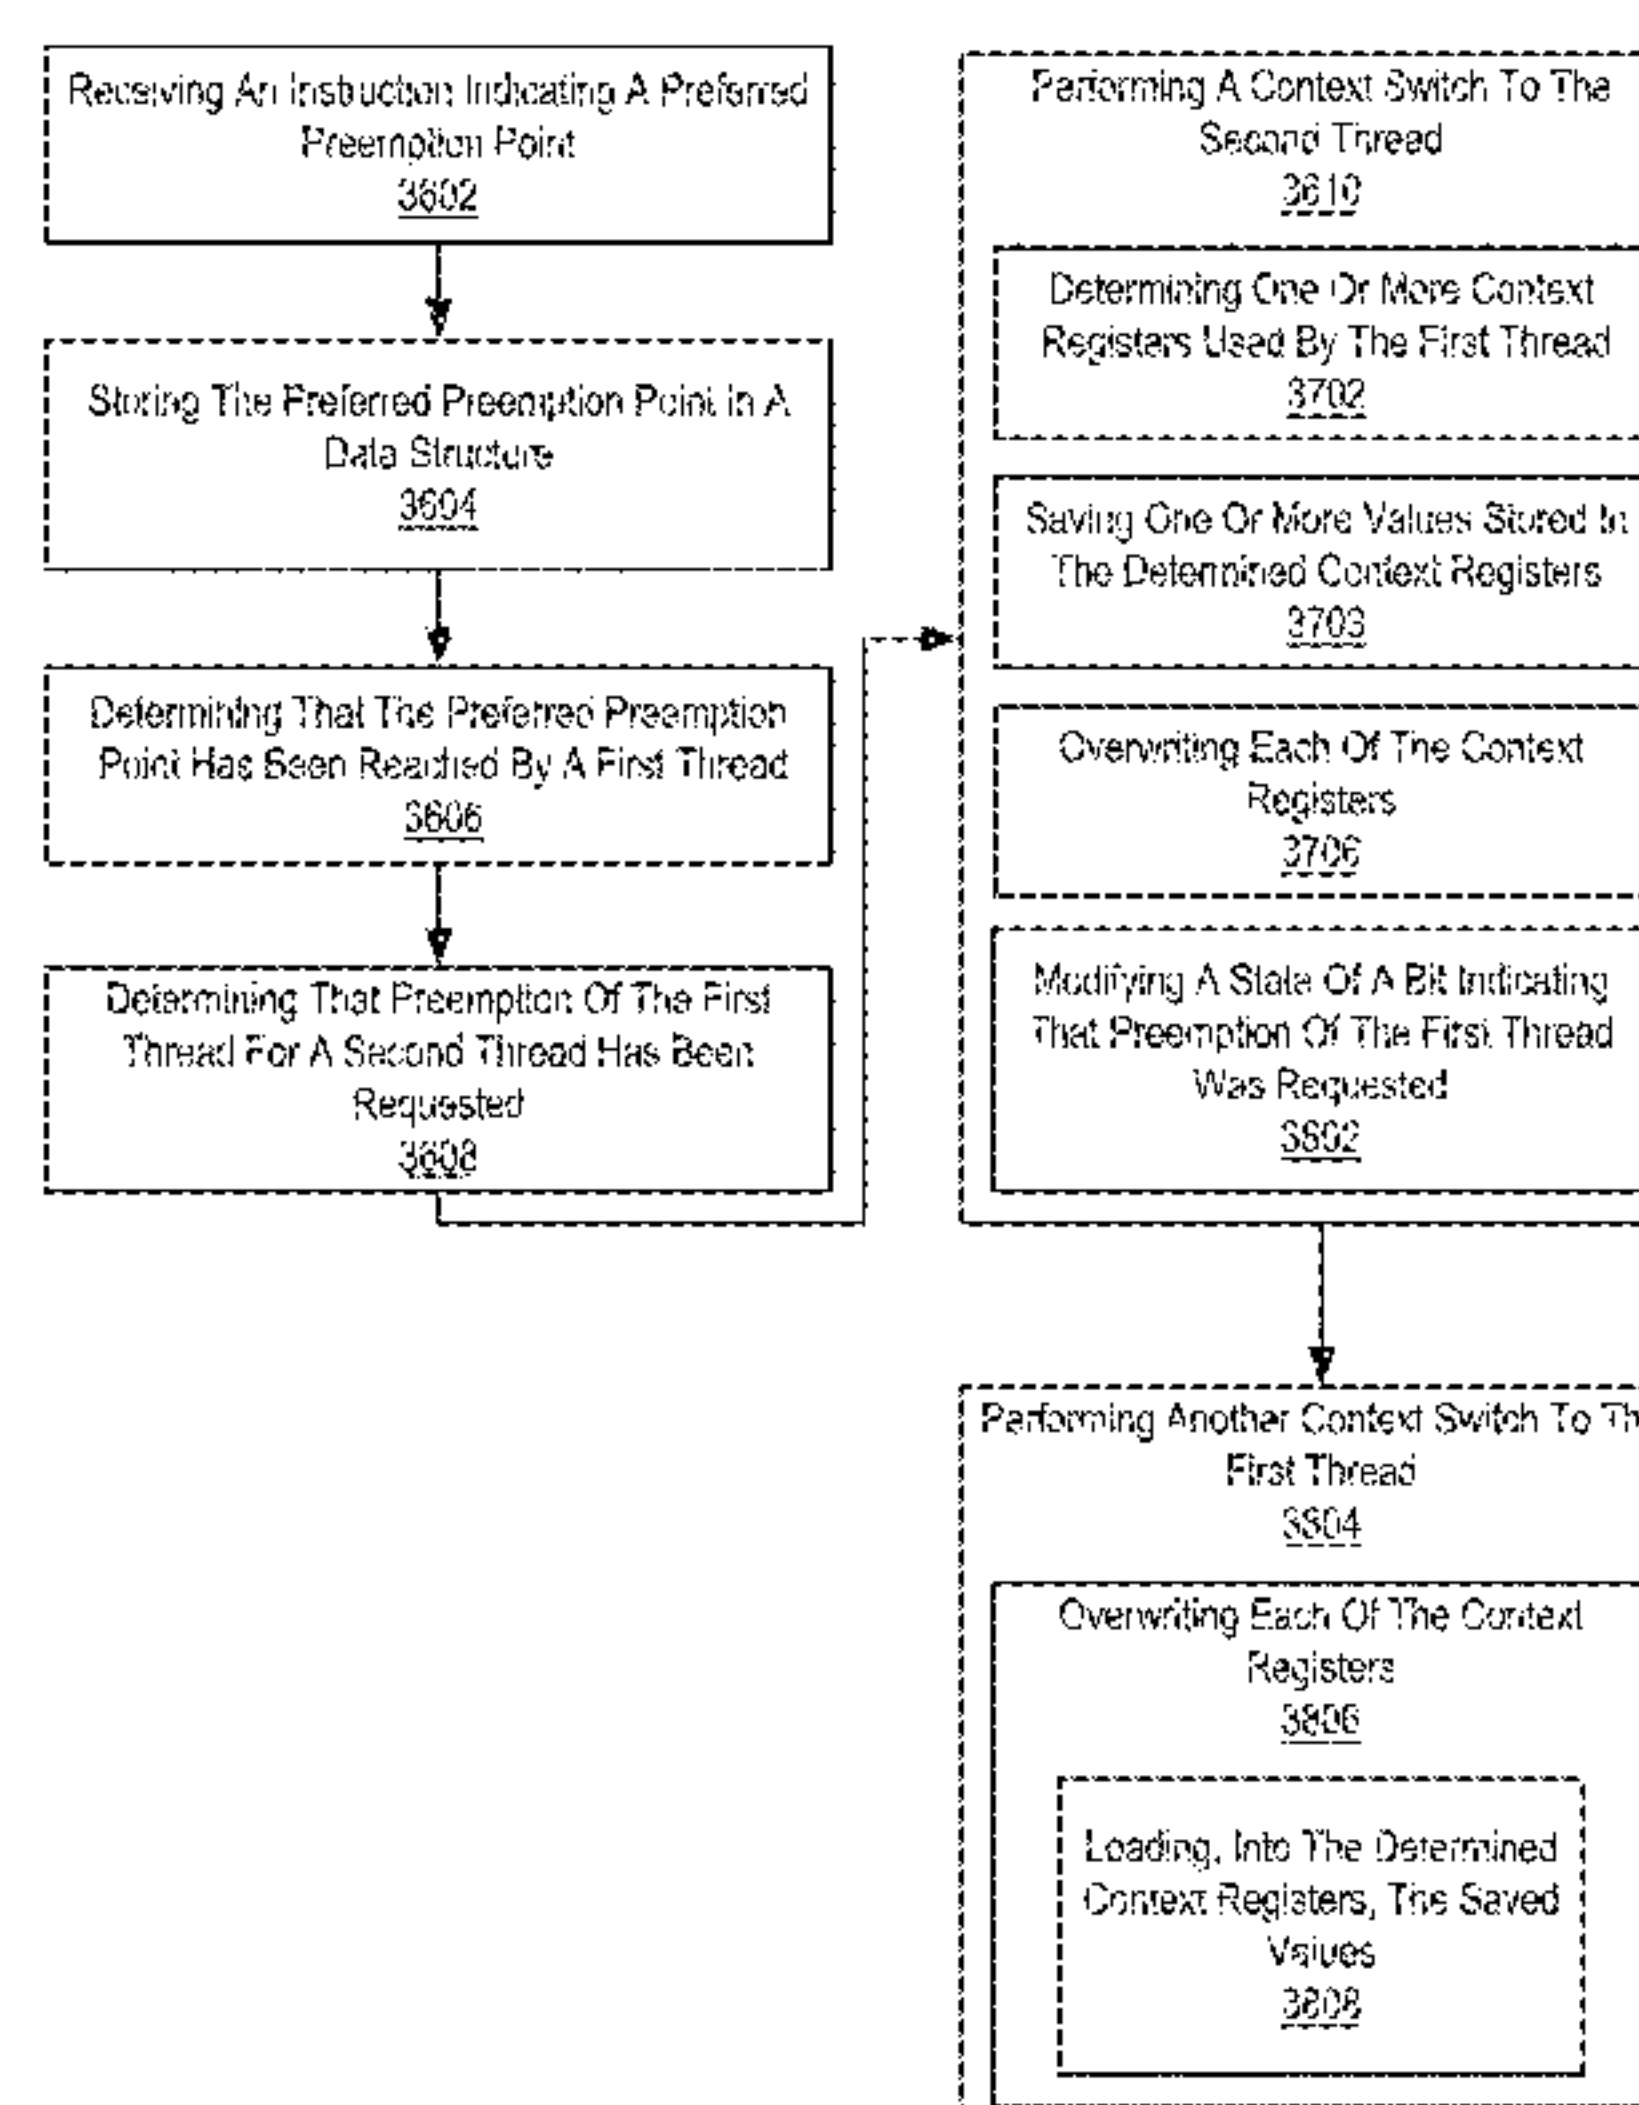 Receiving An Instruction Indicating A Preferred
Preemption Point
3602
Storing The Preferred Preemption Point In A
Data Structure
3604
Determining That The Preferred Preemption
Point Has Been Reached By A First Thread
3606
Determining That Preemption Of The First
Thread For A Second Thread Has Been
Requested
3608
Performing A Context Switch To The
Second Thread
3610
Determining One Or More Context
Registers Used By The First Thread
3702
Saving One Or More Values Stored In
The Determined Context Registers
3703
Overwriting Each Of The Context
Registers
3706
Modifying A State Of A Bit Indicating
That Preemption Of The First Thread
Was Requested
3802
Performing Another Context Switch To Th
First Thread
3804
Overwriting Each Of The Context
Registers
3806
Loading, Into The Determined
Context Registers, The Saved
Values
3808